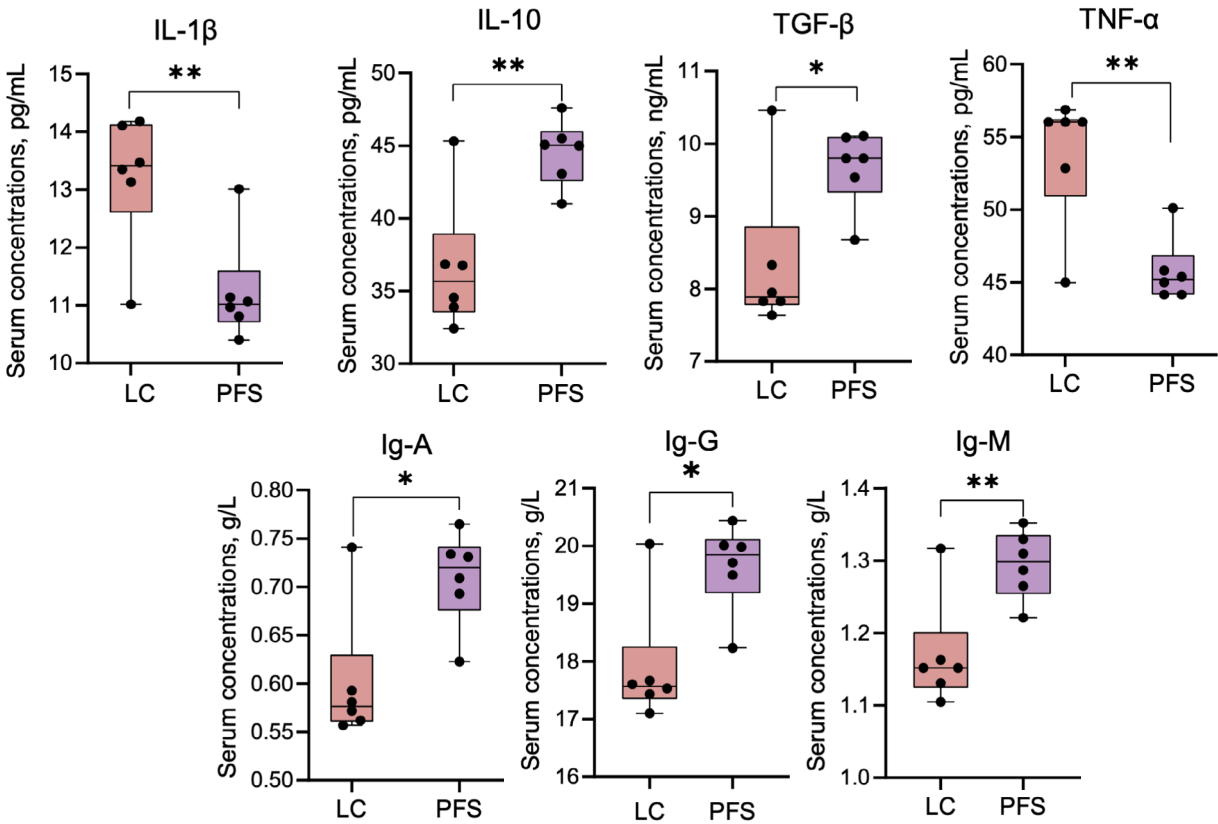 IL-1β
Serum concentrations, pg/mL
15
14
13
12
11
10
**
LC PFS
IL-10
Serum concentrations, pg/mL
50
45
40
35
30
**
LC PFS
TGF-β
Serum concentrations, ng/mL
11
10
9
8
7
*
LC PFS
TNF-α
Serum concentrations, pg/mL
60
55
50
45
40
**
LC PFS
Ig-A
Serum concentrations, g/L
0.80
0.75
0.70
0.65
0.60
0.55
0.50
*
LC PFS
Ig-G
Serum concentrations, g/L
21
20
19
18
17
16
*
LC PFS
Ig-M
Serum concentrations, g/L
1.4
1.3
1.2
1.1
1.0
**
LC PFS